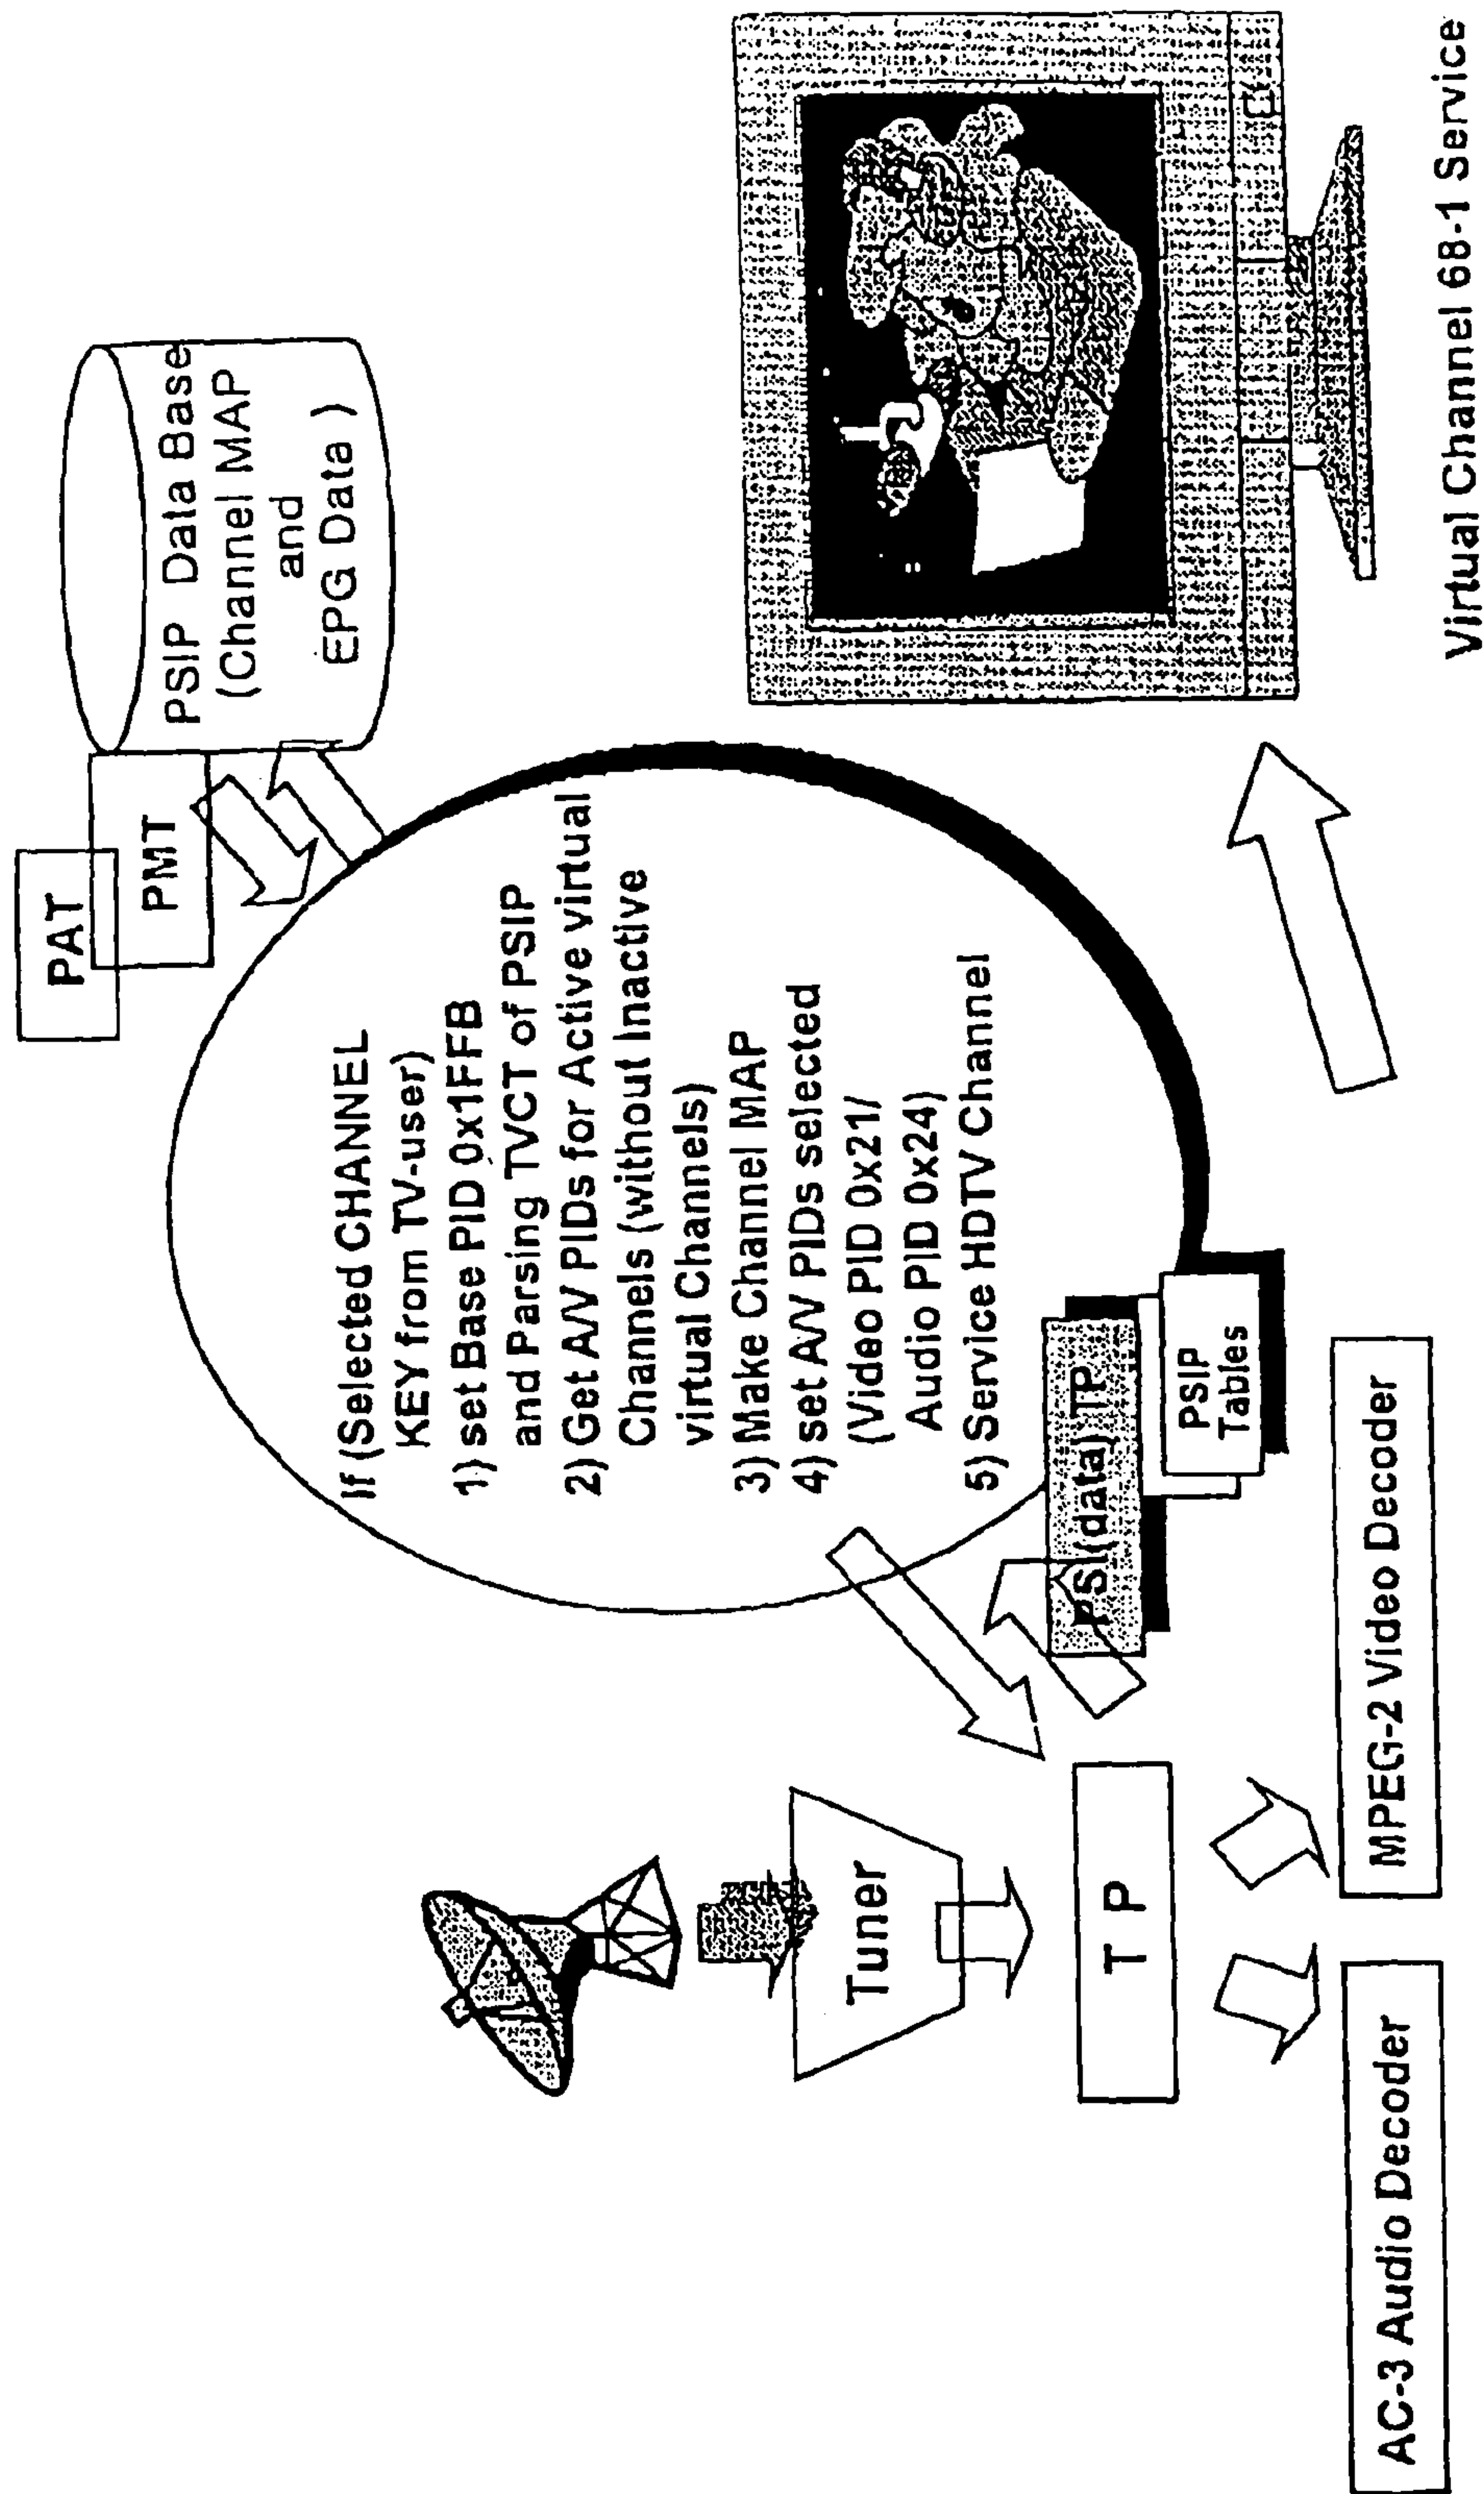 PAT
PMT
PSIP Data Base
(Channel MAP
and
EPG Data )
If (Selected CHANNEL
KEY from TV-user)
1) set Base PID 0x1FFB
and Parsing TVCT of PSIP
2) Get A/V PIDs for Active virtual
Channels (without Inactive
virtual Channels)
3) Make Channel MAP
4) set A/V PIDs selected
(Video PID 0x21/
Audio PID 0x24)
5) Service HDTV Channel
Tuner
T P
PSI(data) TP
PSIP
Tables
AC-3 Audio Decoder
MPEG-2 Video Decoder
Virtual Channel 68-1 Service